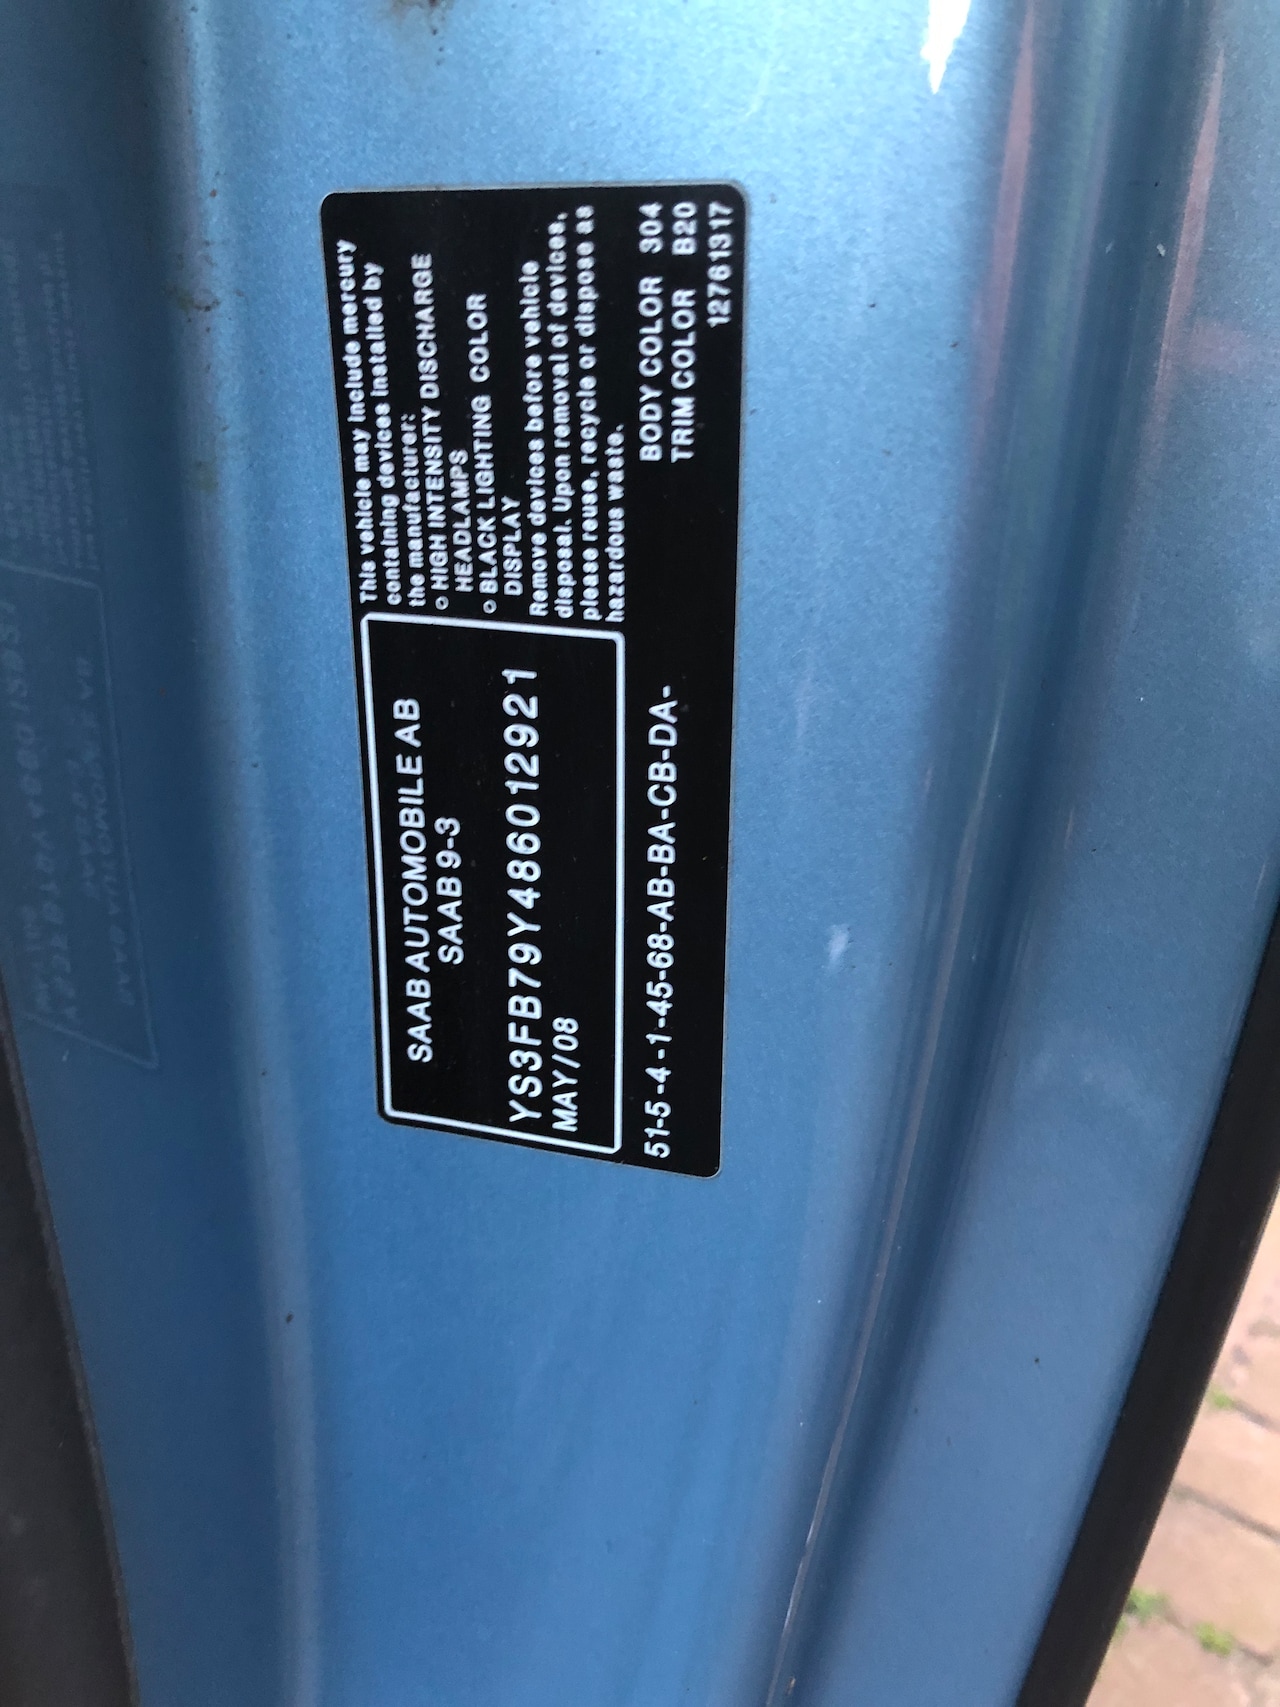 SAAB AUTOMOBILE AB
SAAB 9-3
YS3FB79Y486012921
MAY/08
This vehicle may include mercury
containing devices installed by
the manufacturer:
○ HIGH INTENSITY DISCHARGE
HEADLAMPS
○ BLACK LIGHTING COLOR
DISPLAY
Remove devices before vehicle
disposal. Upon removal of devices,
please reuse, recycle or dispose as
hazardous waste.
51-5-4-1-45-68-AB-BA-CB-DA-
BODY COLOR 304
TRIM COLOR B20
12761317